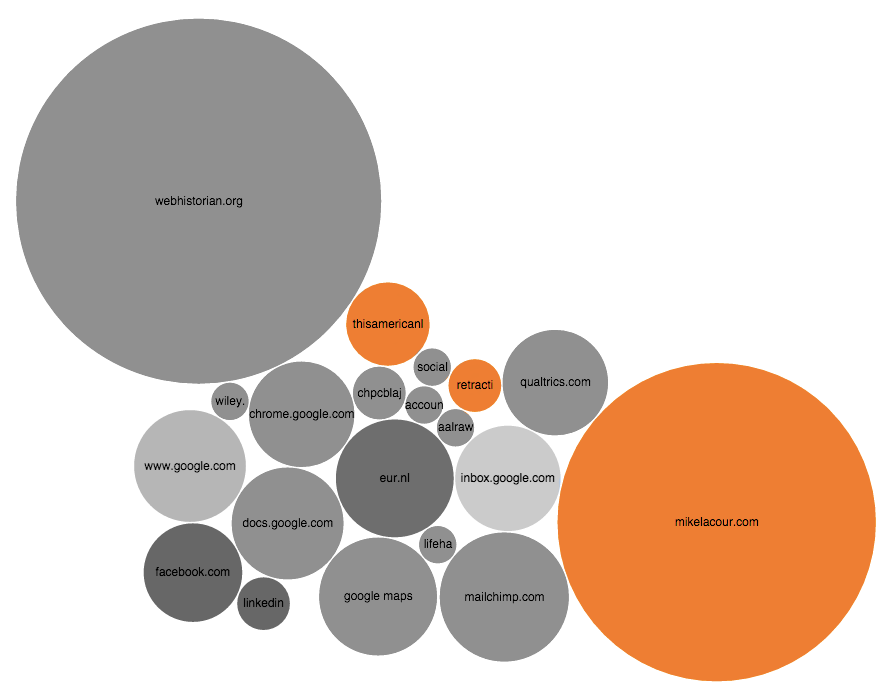 webhistorian.org
thisamericanl
social
retracti
qualtrics.com
chpcblaj
wiley.
accoun
chrome.google.com
aalraw
www.google.com
eur.nl
inbox.google.com
docs.google.com
mikelacour.com
lifeha
facebook.com
google maps
mailchimp.com
linkedin